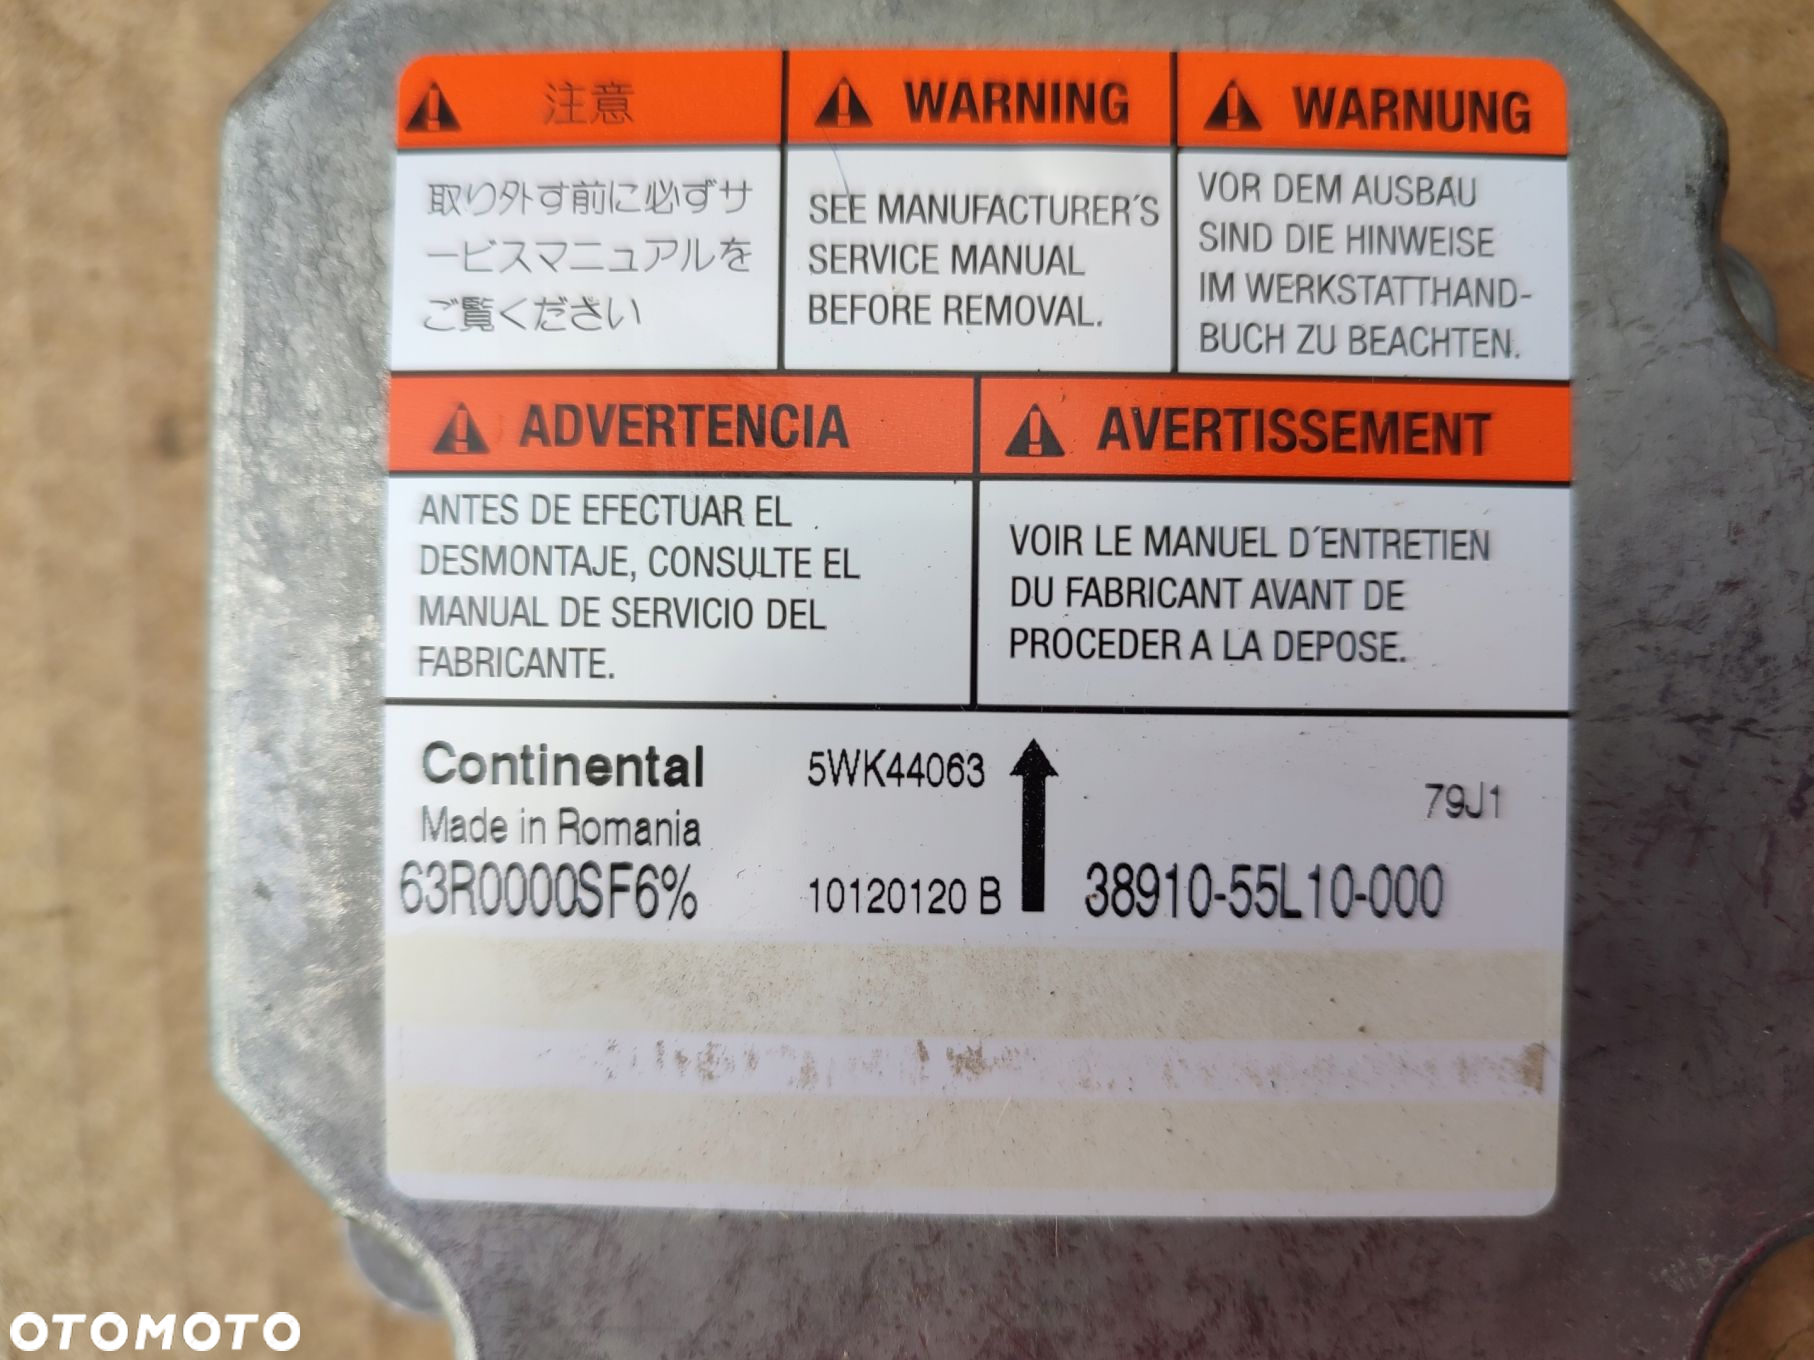 注意
取り外す前に必ずサ
ービスマニュアルを
ご覧ください
WARNING
SEE MANUFACTURER´S
SERVICE MANUAL
BEFORE REMOVAL.
WARNUNG
VOR DEM AUSBAU
SIND DIE HINWEISE
IM WERKSTATTHAND-
BUCH ZU BEACHTEN.
ADVERTENCIA
ANTES DE EFECTUAR EL
DESMONTAJE, CONSULTE EL
MANUAL DE SERVICIO DEL
FABRICANTE.
AVERTISSEMENT
VOIR LE MANUEL D´ENTRETIEN
DU FABRICANT AVANT DE
PROCEDER A LA DEPOSE.
Continental 5WK44063
79J1
Made in Romania
63R0000SF6% 10120120 B 38910-55L10-000
OTOMOTO